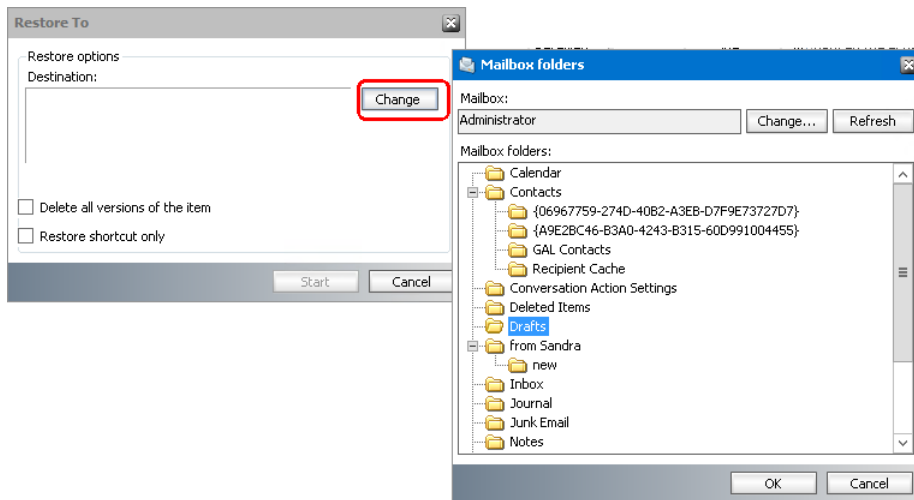 Restore To
Restore options
Destination:
Change
Delete all versions of the item
Restore shortcut only
Start
Cancel
Mailbox folders
Mailbox:
Administrator
Change...
Refresh
Mailbox folders:
Calendar
Contacts
{06967759-274D-40B2-A3EB-D7F9E73727D7}
{A9E2BC46-B3A0-4243-B315-60D991004455}
GAL Contacts
Recipient Cache
Conversation Action Settings
Deleted Items
Drafts
from Sandra
new
Inbox
Journal
Junk Email
Notes
OK
Cancel